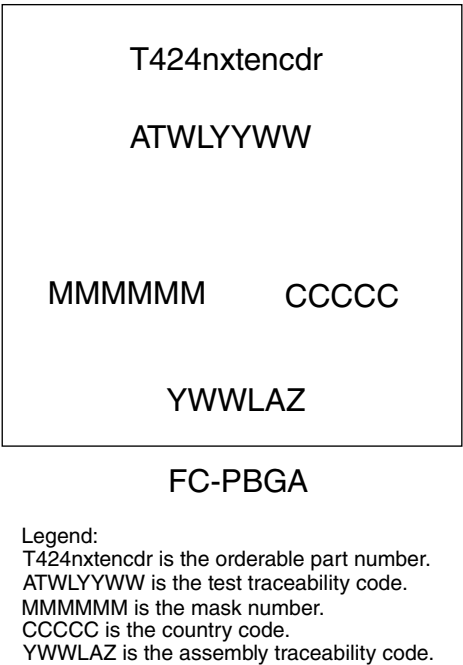 T424nxtencdr
ATWLYYWW
MMMMMM CCCCC
YWWLAZ
FC-PBGA
Legend:
T424nxtencdr is the orderable part number.
ATWLYYWW is the test traceability code.
MMMMMM is the mask number.
CCCCC is the country code.
YWWLAZ is the assembly traceability code.